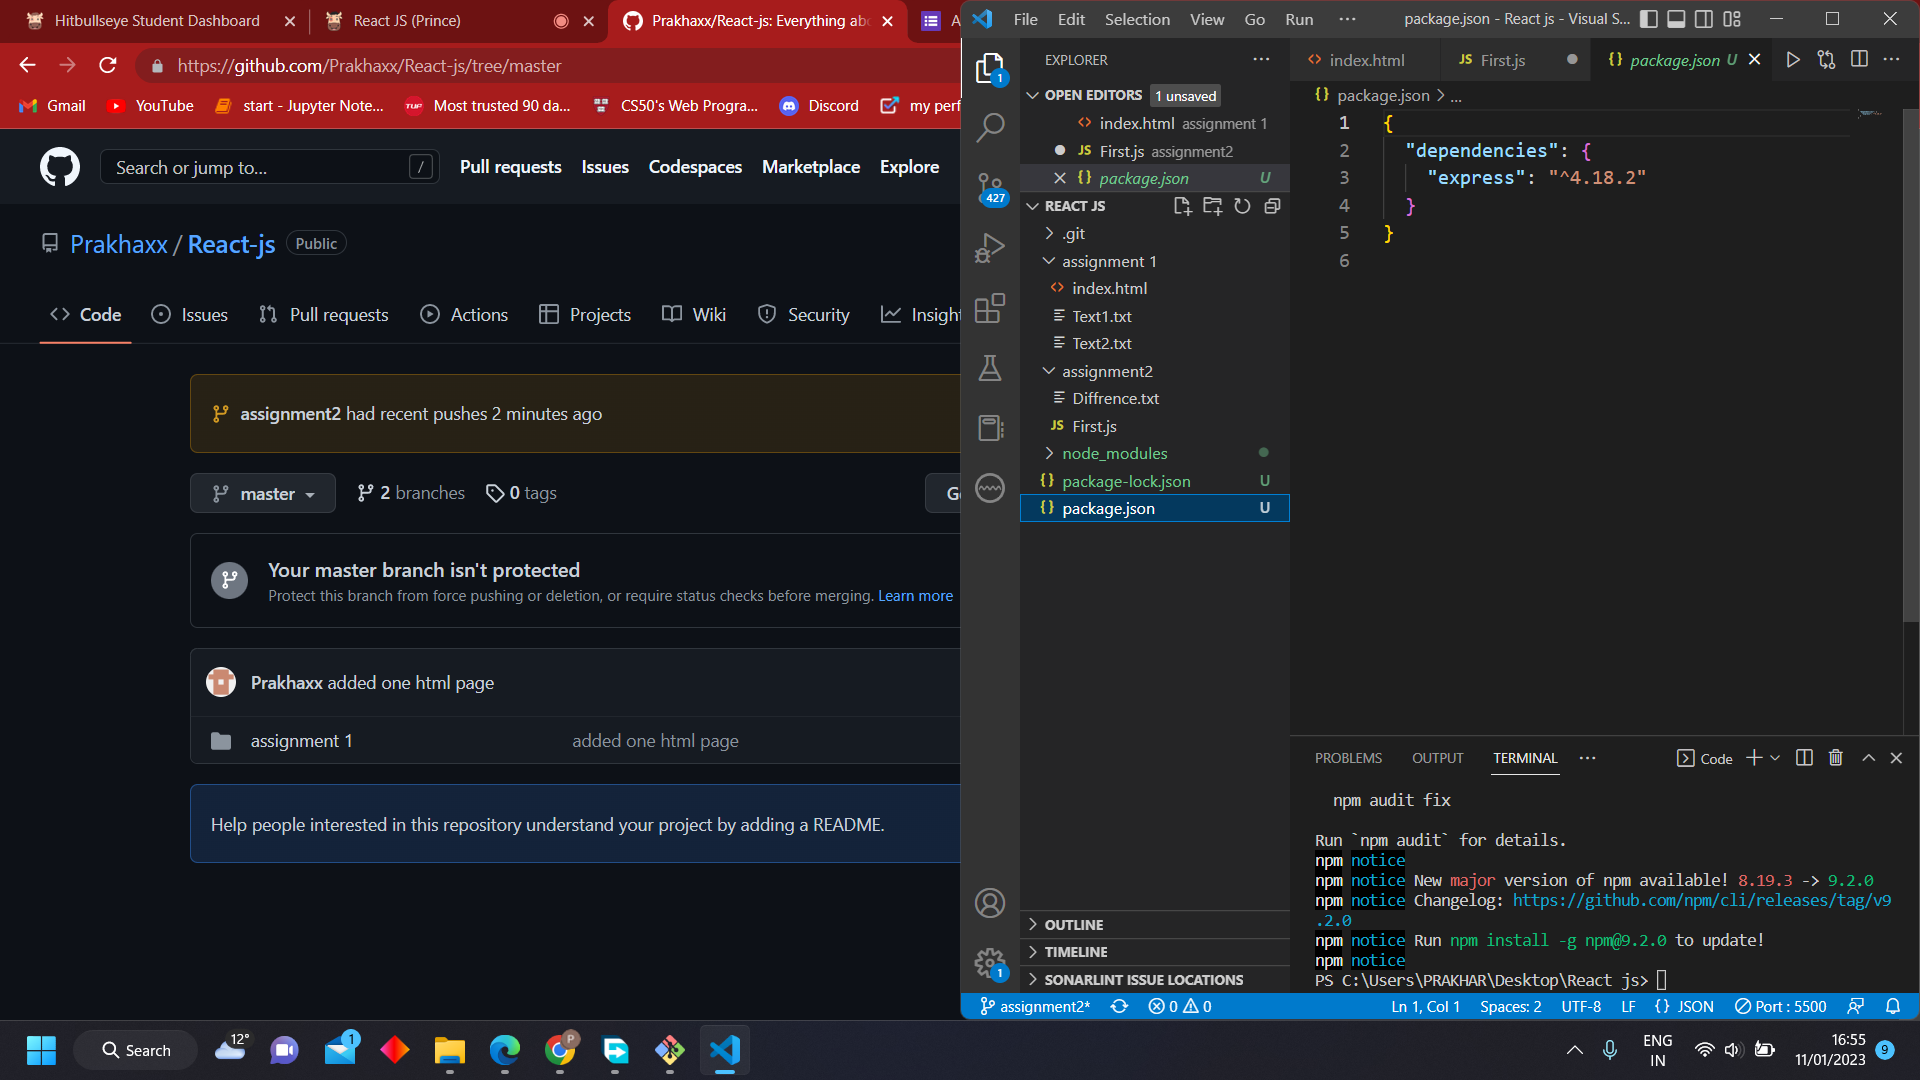 Hitbullseye Student Dashboard
React JS (Prince)
Prakhaxx/React-js: Everything abo
A
https://github.com/Prakhaxx/React-js/tree/master
Gmail
YouTube
start - Jupyter Note...
Most trusted 90 da...
CS50's Web Progra...
Discord
my perf
Search or jump to...
/
Pull requests
Issues
Codespaces
Marketplace
Explore
Prakhaxx / React-js
Public
Code
Issues
Pull requests
Actions
Projects
Wiki
Security
Insight
assignment2 had recent pushes 2 minutes ago
master
2 branches
0 tags
Your master branch isn't protected
Protect this branch from force pushing or deletion, or require status checks before merging. Learn more
Prakhaxx added one html page
assignment 1
added one html page
Help people interested in this repository understand your project by adding a README.
File
Edit
Selection
View
Go
Run
...
package.json - React js - Visual S...
1
427
1
EXPLORER
...
OPEN EDITORS
1 unsaved
index.html assignment 1
First.js assignment2
package.json
U
REACT JS
.git
assignment 1
index.html
Text1.txt
Text2.txt
assignment2
Diffrence.txt
JS First.js
node_modules
{} package-lock.json U
{} package.json U
OUTLINE
TIMELINE
SONARLINT ISSUE LOCATIONS
index.html
JS First.js
{} package.json U
{} package.json > ...
1 {
2 "dependencies": {
3 "express": "^4.18.2"
4 }
5 }
6
PROBLEMS
OUTPUT
TERMINAL
...
Code
npm audit fix
Run `npm audit` for details.
npm notice
npm notice New major version of npm available! 8.19.3 -> 9.2.0
npm notice Changelog: https://github.com/npm/cli/releases/tag/v9
.2.0
npm notice Run npm install -g npm@9.2.0 to update!
npm notice
PS C:\Users\PRAKHAR\Desktop\React js>
assignment2*
0
0
Ln 1, Col 1
Spaces: 2
UTF-8
LF
{} JSON
Port : 5500
Search
12°
1
P
ENG
IN
16:55
11/01/2023
9